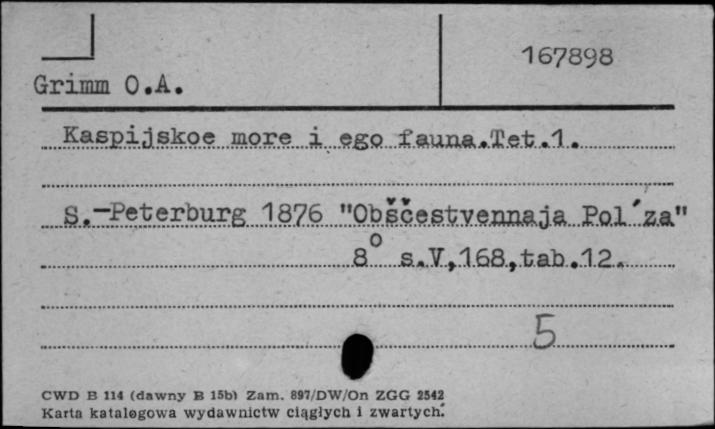 167898
Grimm O.A.
Kaspijskoe more i ego fauna.Tet.1.
S.-Peterburg 1876 "Obščestvennaja Pol´za"
8° s.V,168,tab.12.
5
CWD B 114 (dawny B 15b) Zam. 897/DW/On ZGG 2542
Karta katalogowa wydawnictw ciągłych i zwartych.